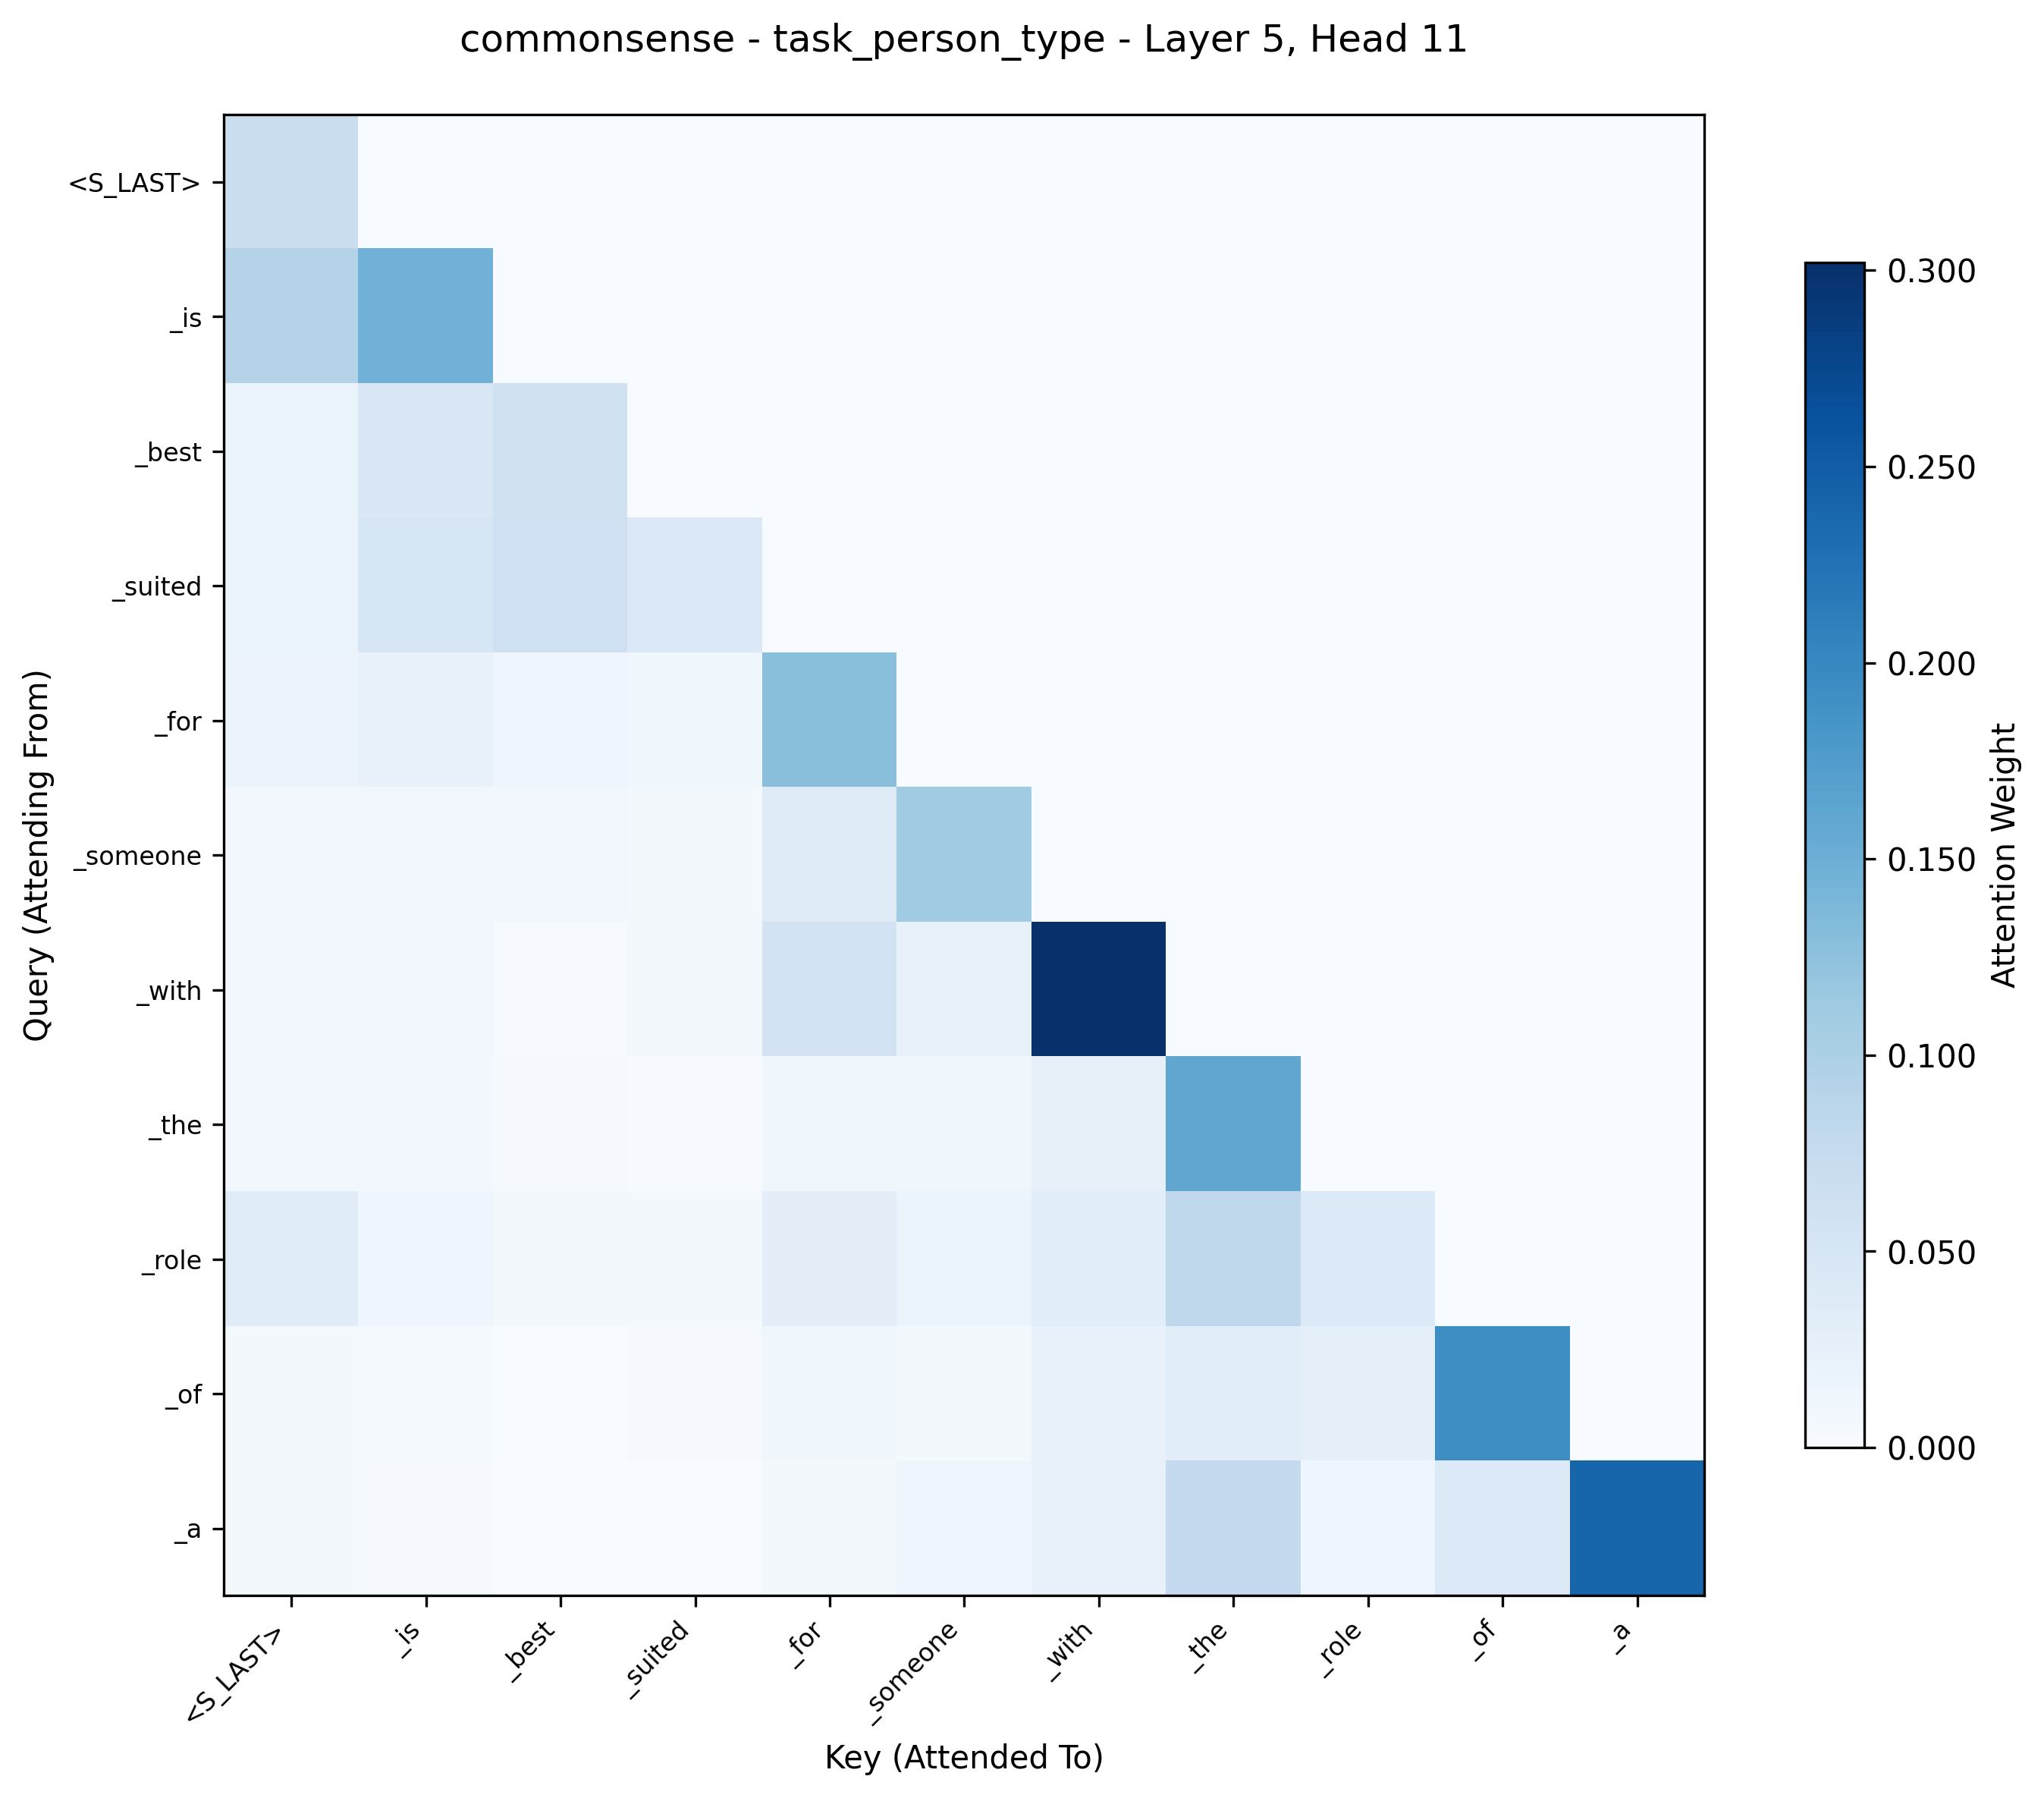 commonsense - task_person_type - Layer 5, Head 11
Query (Attending From)
<S_LAST>
_is
_best
_suited
_for
_someone
_with
_the
_role
_of
_a
<S_LAST>
_is
_best
_suited
_for
_someone
_with
_the
_role
_of
_a
Key (Attended To)
0.300
0.250
0.200
0.150
0.100
0.050
0.000
Attention Weight